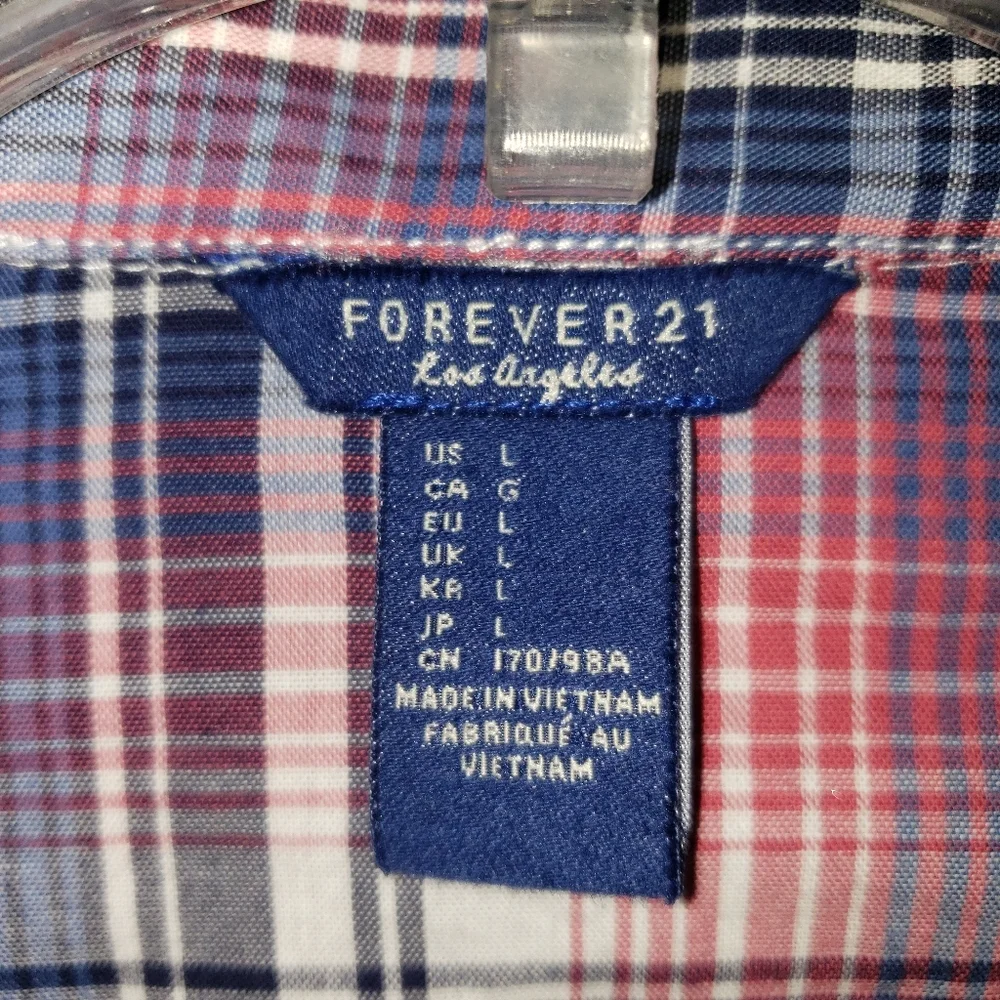 FOREVER 21
Los Angeles
US L
CA G
EU L
UK L
KR L
JP L
CN 170/98A
MADE IN VIETNAM
FABRIQUÉ AU
VIETNAM